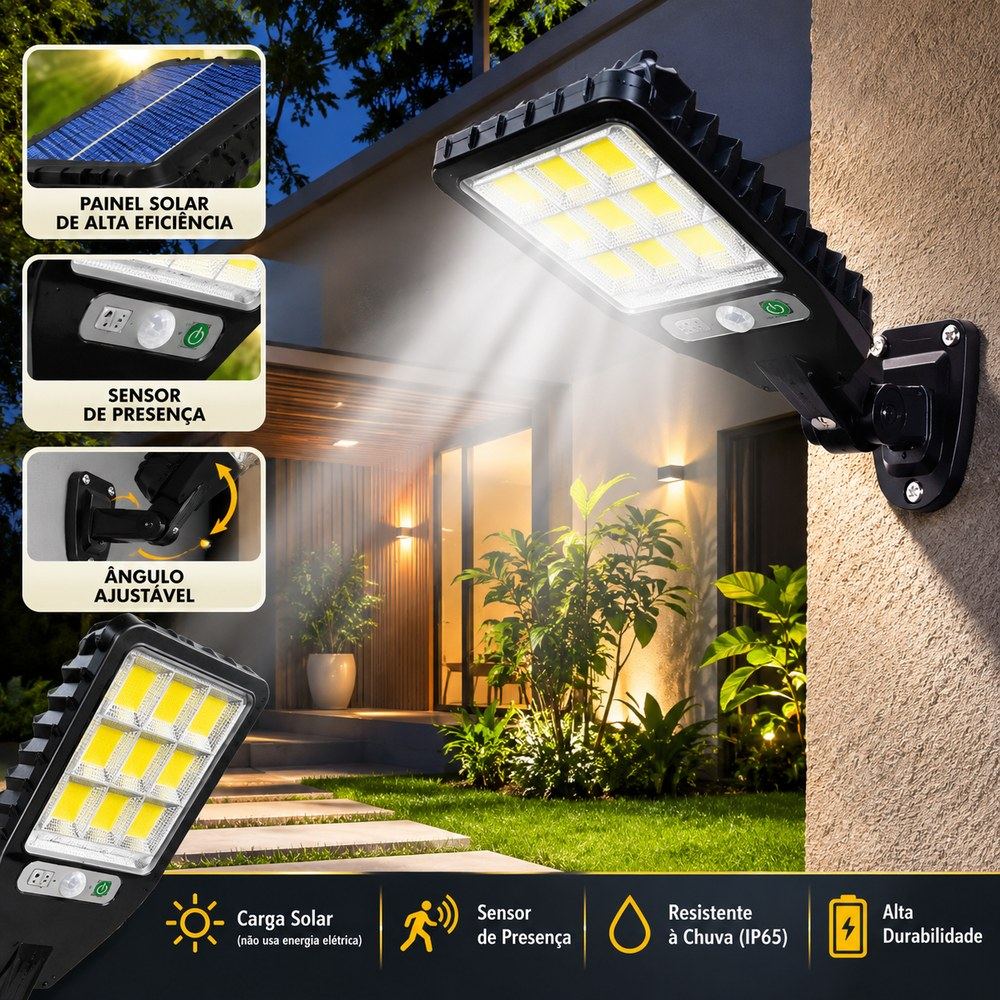 PAINEL SOLAR
DE ALTA EFICIÊNCIA
SENSOR
DE PRESENÇA
ÂNGULO
AJUSTÁVEL
Carga Solar
(não usa energia elétrica)
Sensor
de Presença
Resistente
à Chuva (IP65)
Alta
Durabilidade